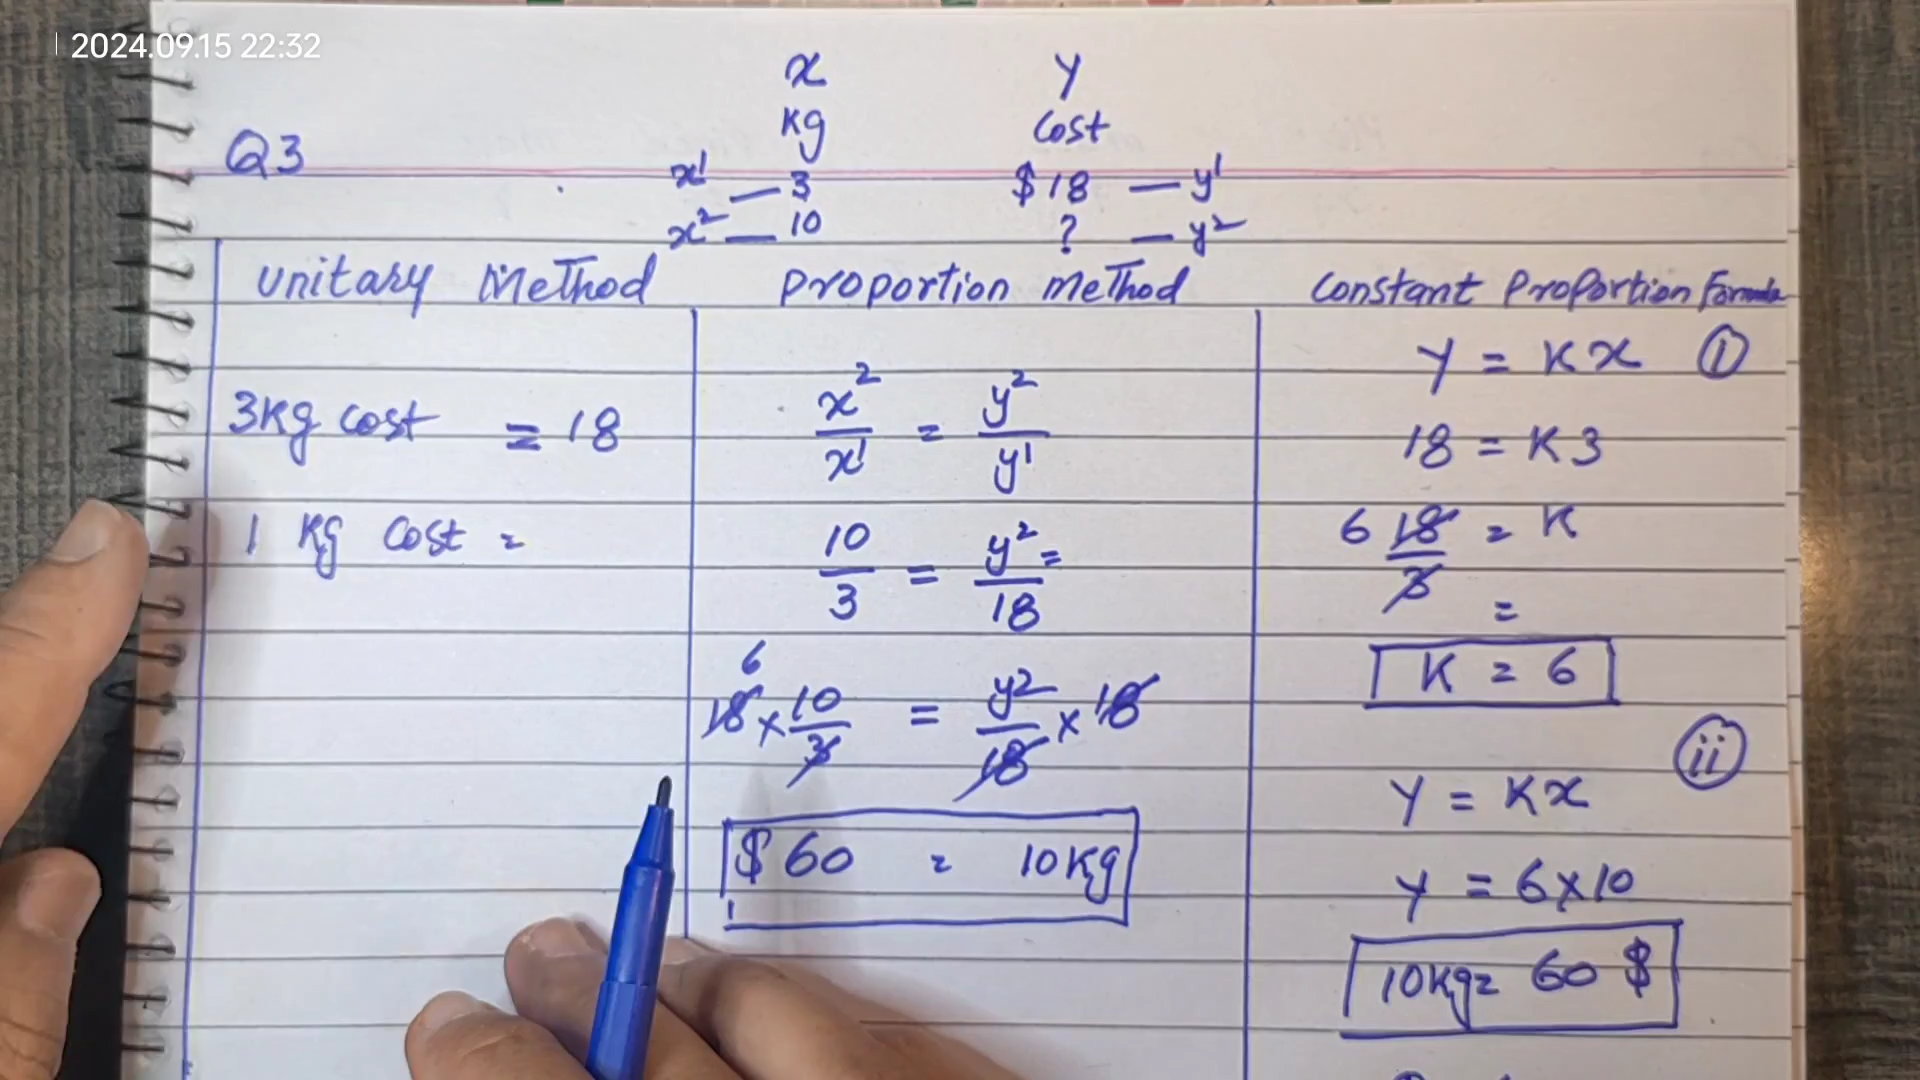 2024.09.15 22:32
x y
kg cost
Q3
x1 — 3 $18 — y1
x2 — 10 ? — y2
Unitary Method
3kg cost = 18
1 kg cost =
Proportion method
x2/x1 = y2/y1
10/3 = y2/18 =
6
18 × 10/3 = y2/18 × 18
$60 = 10kg
Constant Proportion Formula
y = kx (i)
18 = K3
6 18/3 = K
=
K = 6
(ii)
y = kx
y = 6×10
10kg = 60 $